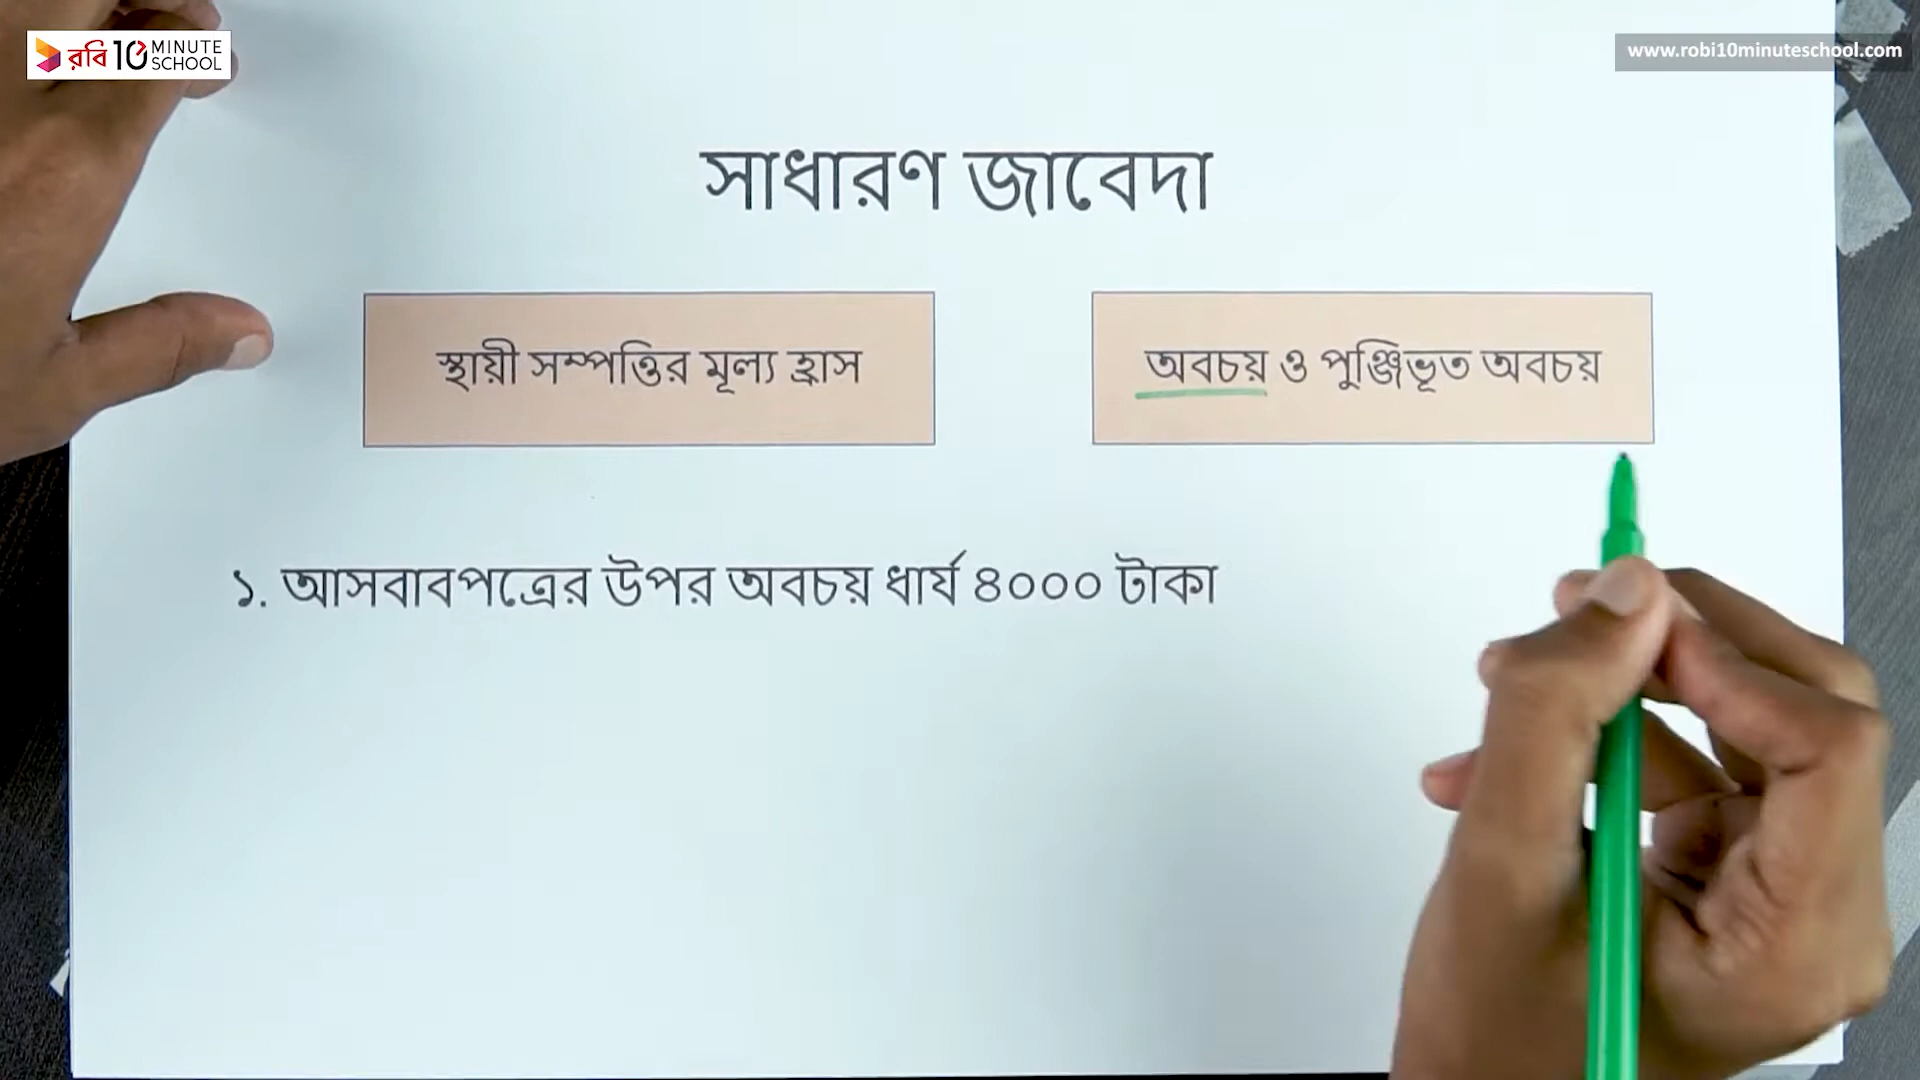 রবি 10 MINUTE SCHOOL
www.robi10minuteschool.com
সাধারণ জাবেদা
স্থায়ী সম্পত্তির মূল্য হ্রাস
অবচয় ও পুঞ্জিভূত অবচয়
১. আসবাবপত্রের উপর অবচয় ধার্য ৪০০০ টাকা